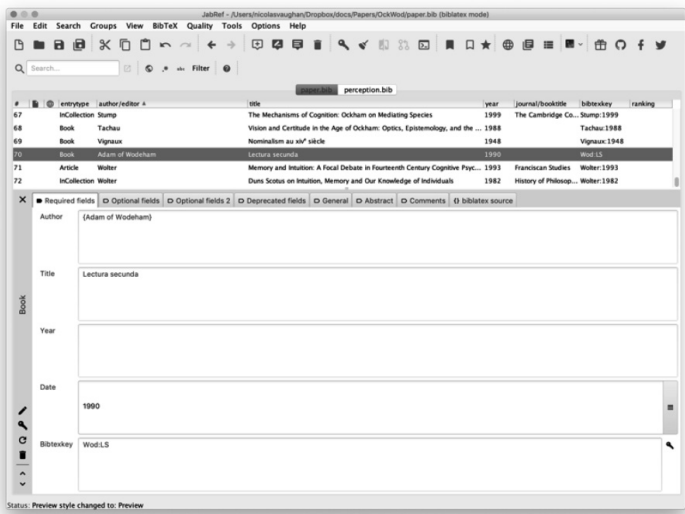 JabRef - /Users/nicolasvaughan/Dropbox/docs/Papers/OckWod/paper.bib (biblatex mode)
File Edit Search Groups View BibTeX Quality Tools Options Help
Search... abc Filter
paper.bib perception.bib
# entrytype author/editor title year journal/booktitle bibtexkey ranking
67 InCollection Stump The Mechanisms of Cognition: Ockham on Mediating Species 1999 The Cambridge Co... Stump:1999
68 Book Tachau Vision and Certitude in the Age of Ockham: Optics, Epistemology, and the ... 1988 Tachau:1988
69 Book Vignaux Nominalism au xivᵉ siècle 1948 Vignaux:1948
70 Book Adam of Wodeham Lectura secunda 1990 Wod:LS
71 Article Wolter Memory and Intuition: A Focal Debate in Fourteenth Century Cognitive Psyc... 1993 Franciscan Studies Wolter:1993
72 InCollection Wolter Duns Scotus on Intuition, Memory and Our Knowledge of Individuals 1982 History of Philosop... Wolter:1982
Required fields Optional fields Optional fields 2 Deprecated fields General Abstract Comments {} biblatex source
Author {Adam of Wodeham}
Title Lectura secunda
Book
Year
Date 1990
Bibtexkey Wod:LS
Status: Preview style changed to: Preview